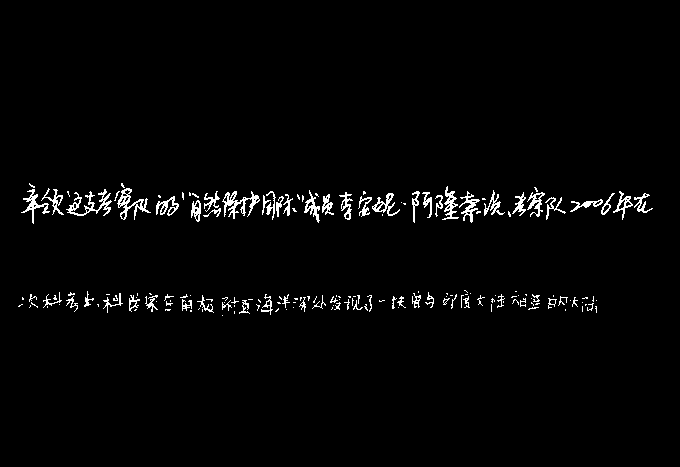 率领这支考察队的“自然保护国际”成员李安妮·阿隆索说，考察队2006年在
次科考上，科学家在南极附近海洋深处发现了一块曾与印度大陆相连的大陆